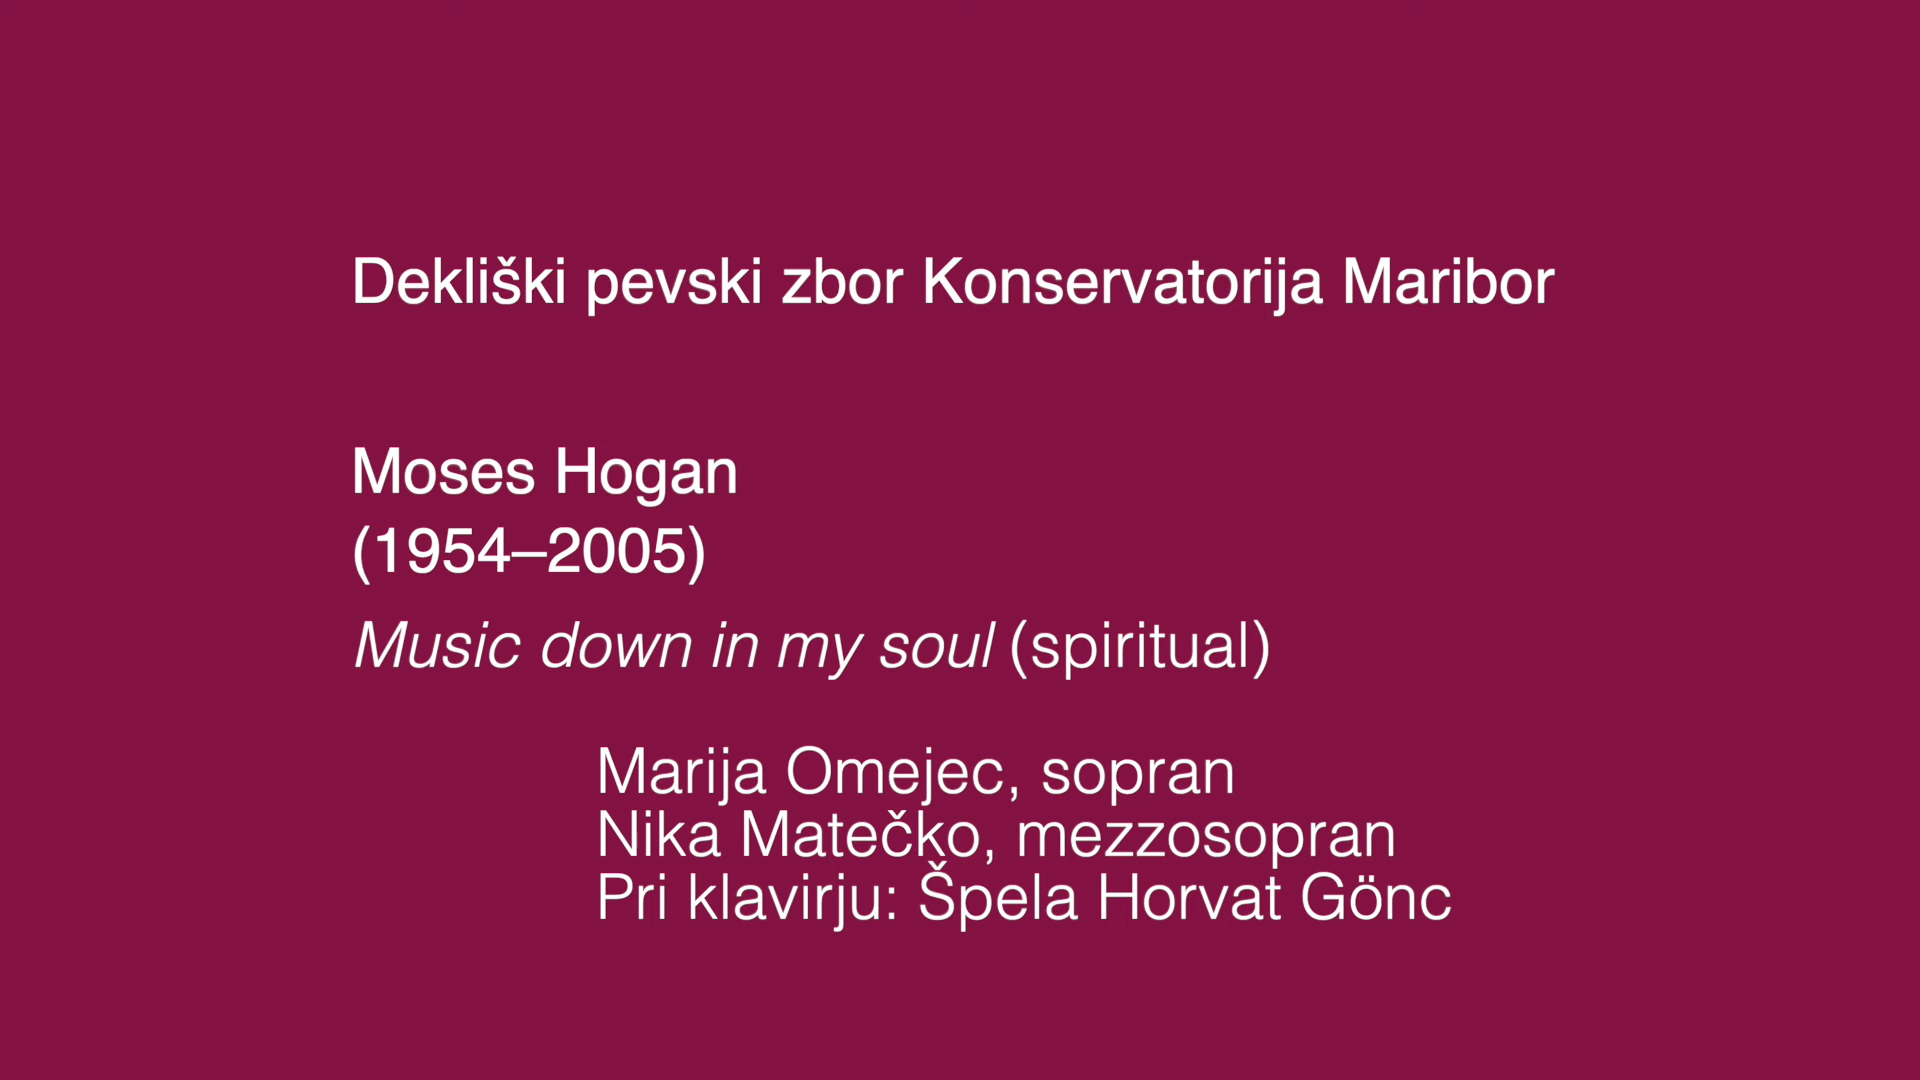 Dekliški pevski zbor Konservatorija Maribor
Moses Hogan
(1954–2005)
Music down in my soul (spiritual)
Marija Omejec, sopran
Nika Matečko, mezzosopran
Pri klavirju: Špela Horvat Gönc